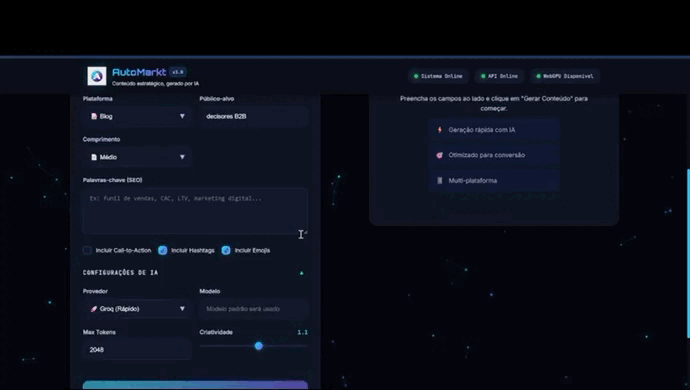 AutoMarkt v3.0
Conteúdo estratégico, gerado por IA
Sistema Online
API Online
WebGPU Disponível
Plataforma
Público-alvo
Blog
decisores B2B
Comprimento
Médio
Palavras-chave (SEO)
Ex: funil de vendas, CAC, LTV, marketing digital...
Incluir Call-to-Action
Incluir Hashtags
Incluir Emojis
CONFIGURAÇÕES DE IA
Provedor
Modelo
Groq (Rápido)
Modelo padrão será usado
Max Tokens
Criatividade
1.1
2048
Preencha os campos ao lado e clique em "Gerar Conteúdo" para
começar.
Geração rápida com IA
Otimizado para conversão
Multi-plataforma